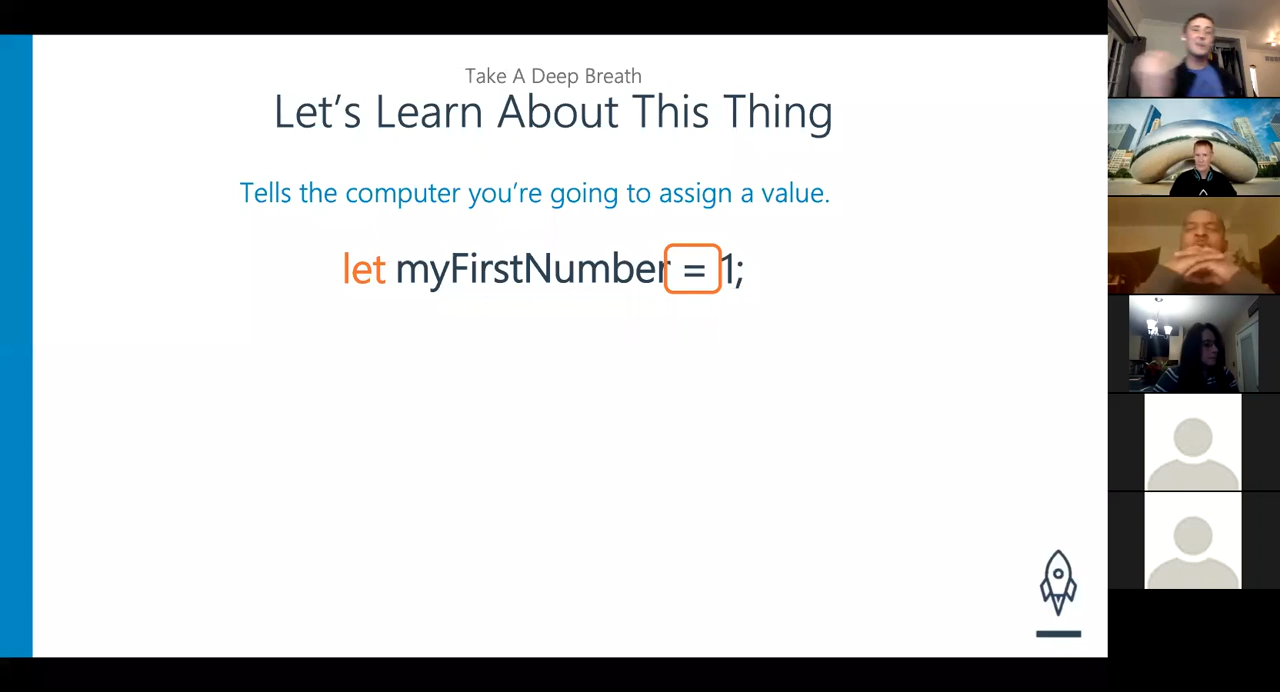 Take A Deep Breath
Let’s Learn About This Thing
Tells the computer you’re going to assign a value.
let myFirstNumber = 1;